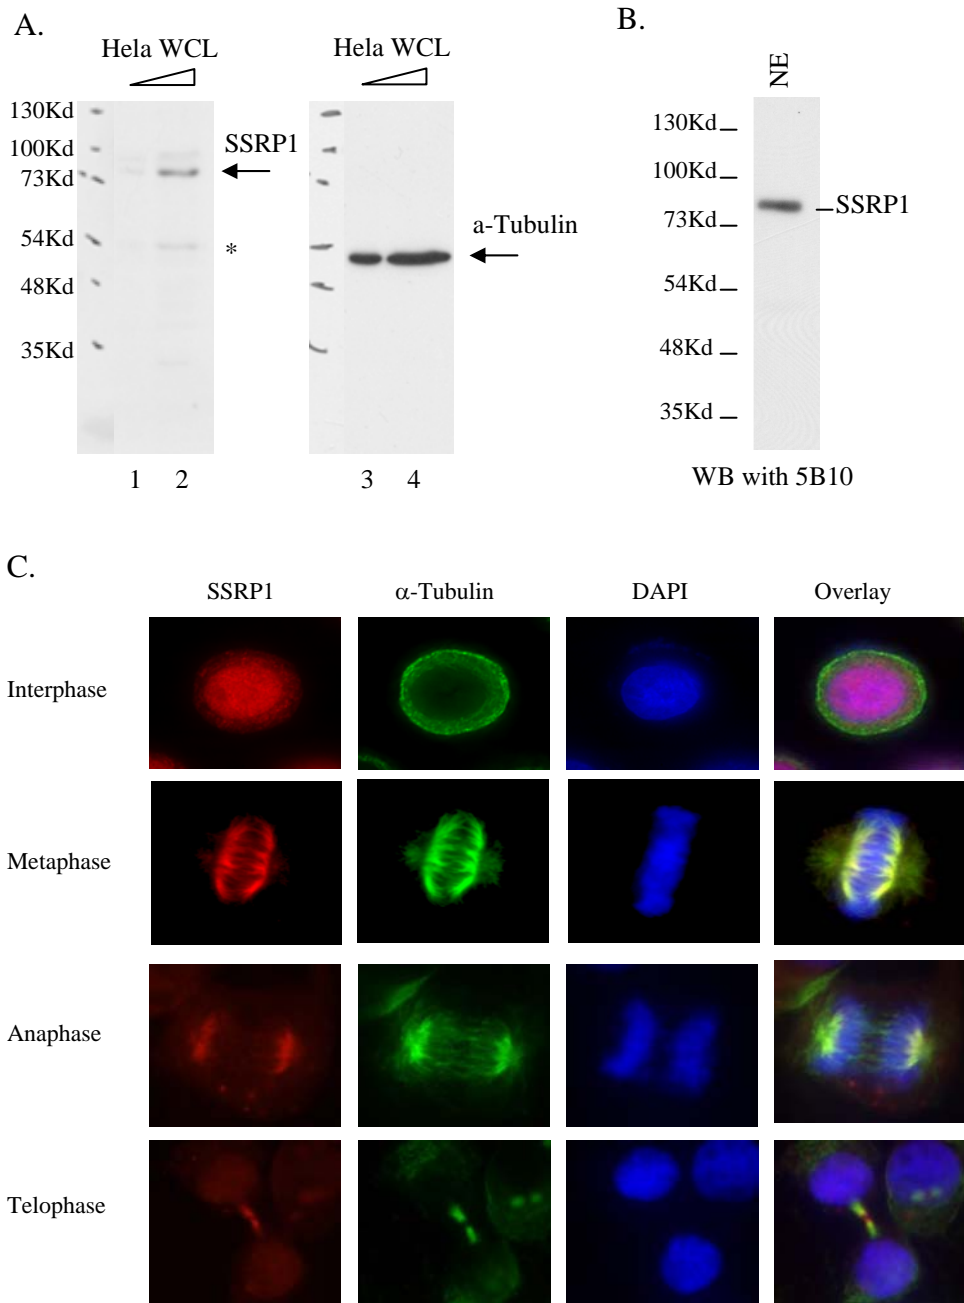 A.
Hela WCL
130Kd
100Kd
73Kd
54Kd
48Kd
35Kd
SSRP1
*
1 2
Hela WCL
a-Tubulin
3 4
B.
NE
130Kd
100Kd
73Kd
54Kd
48Kd
35Kd
SSRP1
WB with 5B10
C.
SSRP1 α-Tubulin DAPI Overlay
Interphase
Metaphase
Anaphase
Telophase